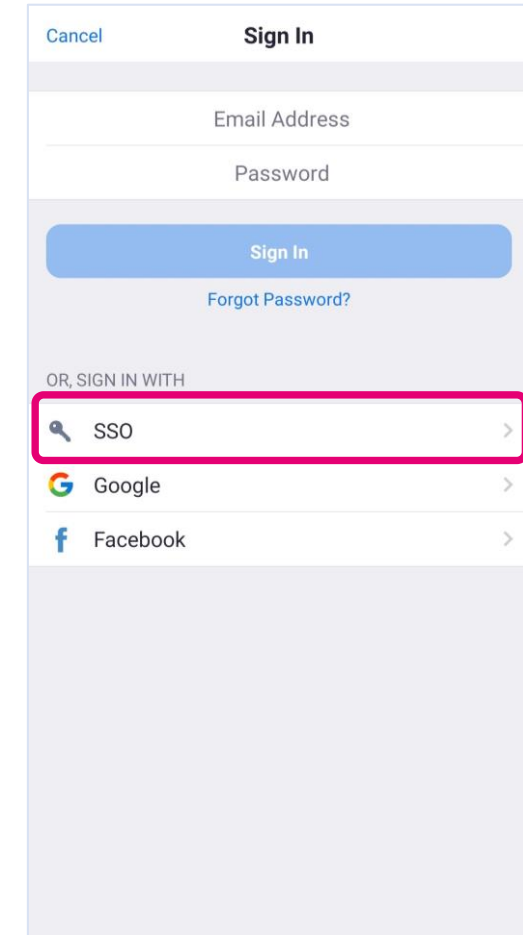 Cancel Sign In
Email Address
Password
Sign In
Forgot Password?
OR, SIGN IN WITH
SSO
Google
Facebook